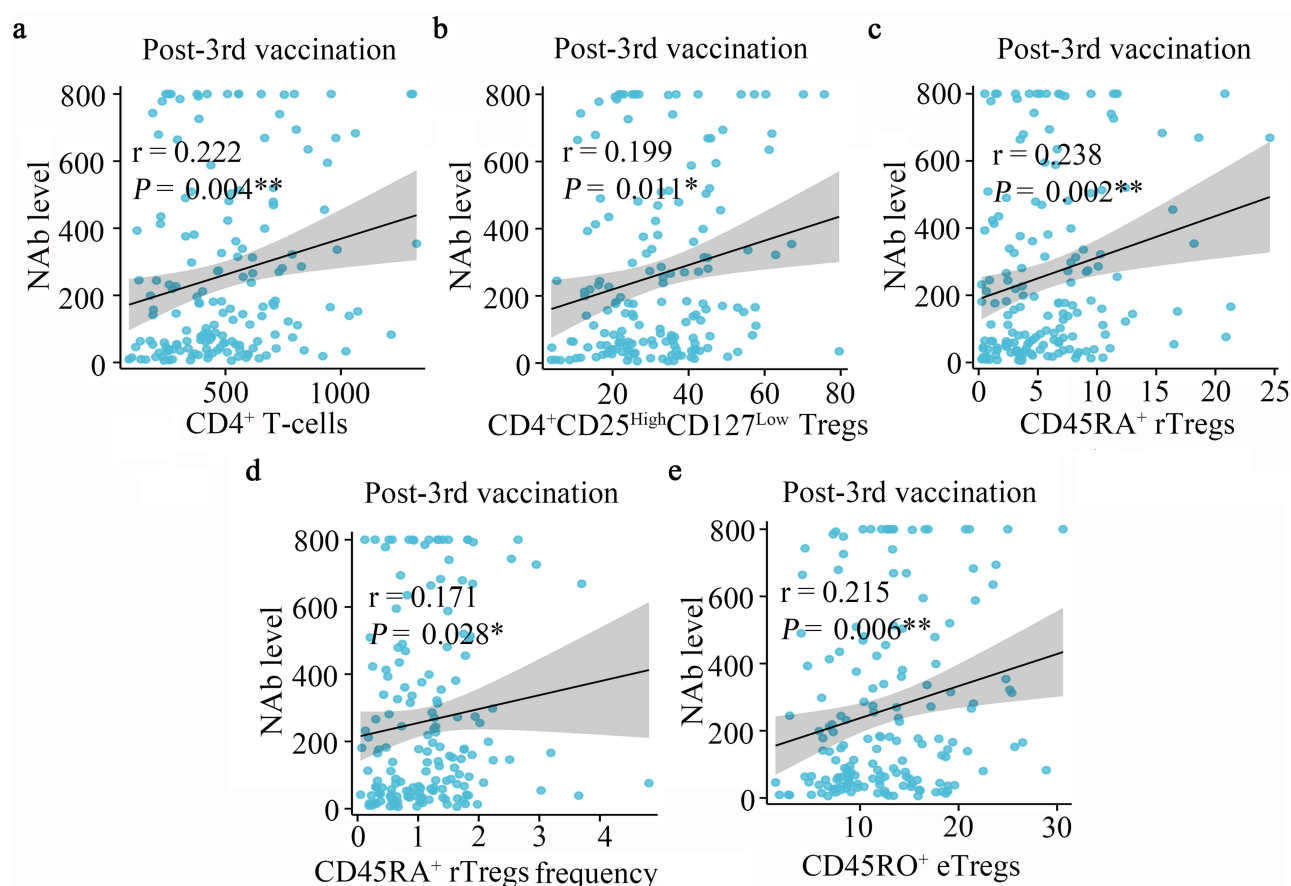 a
Post-3rd vaccination
800
600
400
200
0
NAb level
r = 0.222
P = 0.004**
500
1000
CD4⁺ T-cells
b
Post-3rd vaccination
800
600
400
200
0
NAb level
r = 0.199
P = 0.011*
20
40
60
80
CD4⁺CD25ᴴⁱᵍʰCD127ᴸᵒʷ Tregs
c
Post-3rd vaccination
800
600
400
200
0
NAb level
r = 0.238
P = 0.002**
0
5
10
15
20
25
CD45RA⁺ rTregs
d
Post-3rd vaccination
800
600
400
200
0
NAb level
r = 0.171
P = 0.028*
0
1
2
3
4
CD45RA⁺ rTregs frequency
e
Post-3rd vaccination
800
600
400
200
0
NAb level
r = 0.215
P = 0.006**
10
20
30
CD45RO⁺ eTregs